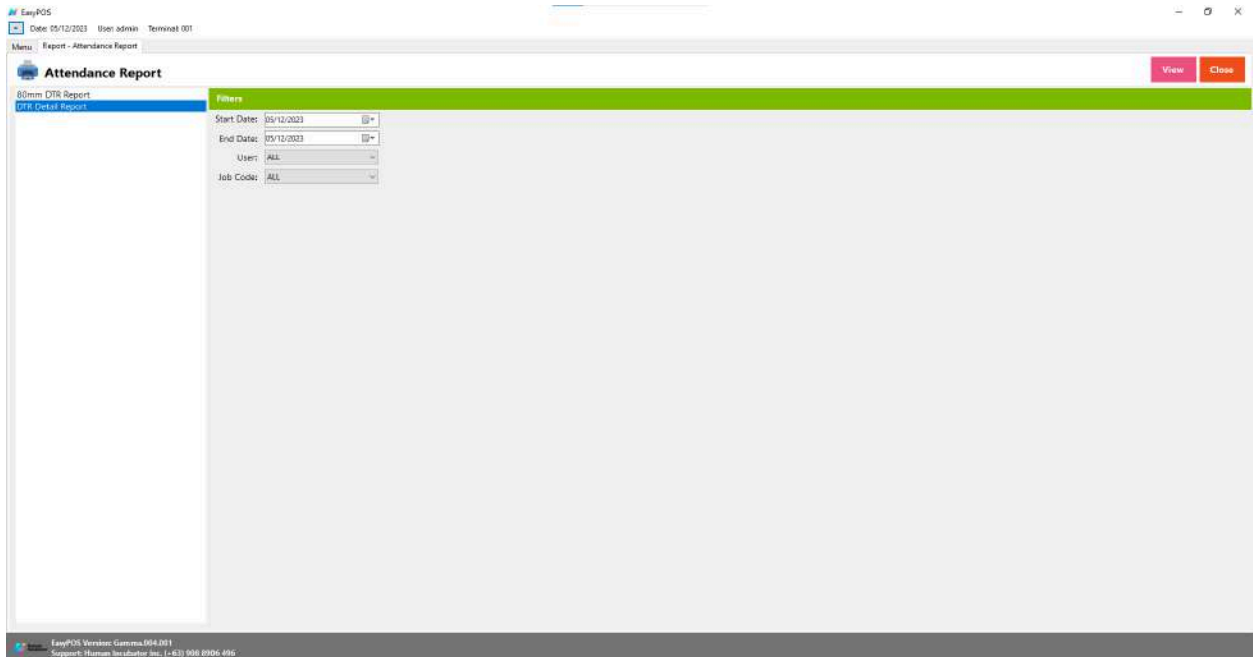 EasyPOS
Date: 05/12/2023 User: admin Terminal: 001
Menu Report - Attendance Report
Attendance Report
View Close
80mm DTR Report
DTR Detail Report
Filters
Start Date: 05/12/2023
End Date: 05/12/2023
User: ALL
Job Code: ALL
EasyPOS Version: Gamma.004.001
Support: Human Incubator Inc. (+63) 908 8906 496